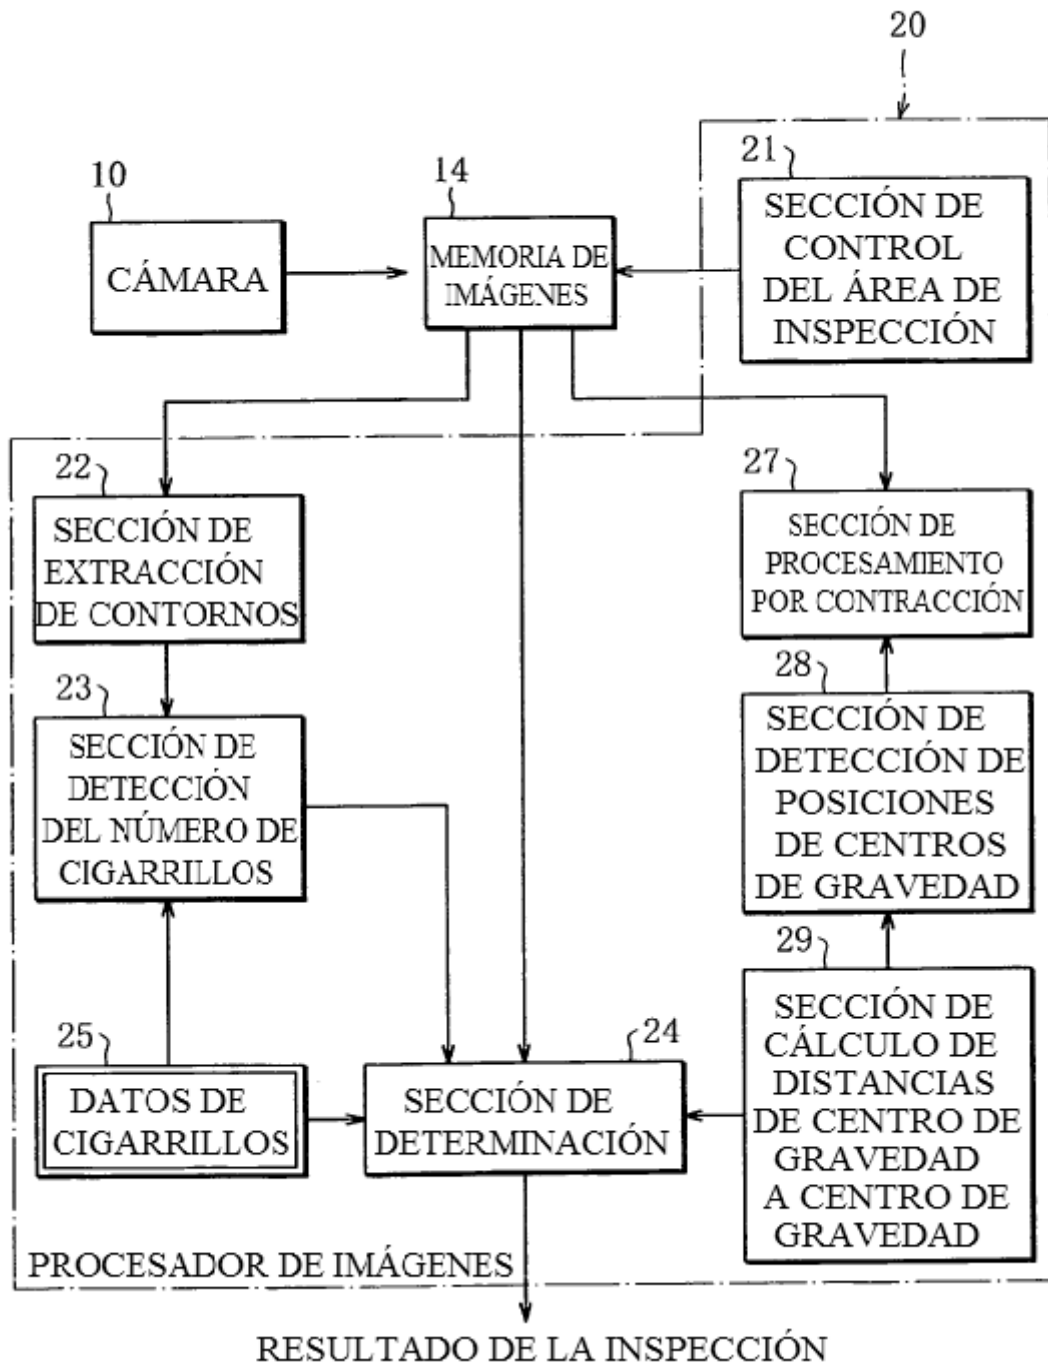 20
10
CÁMARA
14
MEMORIA DE
IMÁGENES
21
SECCIÓN DE
CONTROL
DEL ÁREA DE
INSPECCIÓN
22
SECCIÓN DE
EXTRACCIÓN
DE CONTORNOS
27
SECCIÓN DE
PROCESAMIENTO
POR CONTRACCIÓN
23
SECCIÓN DE
DETECCIÓN
DEL NÚMERO DE
CIGARRILLOS
28
SECCIÓN DE
DETECCIÓN DE
POSICIONES
DE CENTROS
DE GRAVEDAD
25
DATOS DE
CIGARRILLOS
24
SECCIÓN DE
DETERMINACIÓN
29
SECCIÓN DE
CÁLCULO DE
DISTANCIAS
DE CENTRO DE
GRAVEDAD
A CENTRO DE
GRAVEDAD
PROCESADOR DE IMÁGENES
RESULTADO DE LA INSPECCIÓN